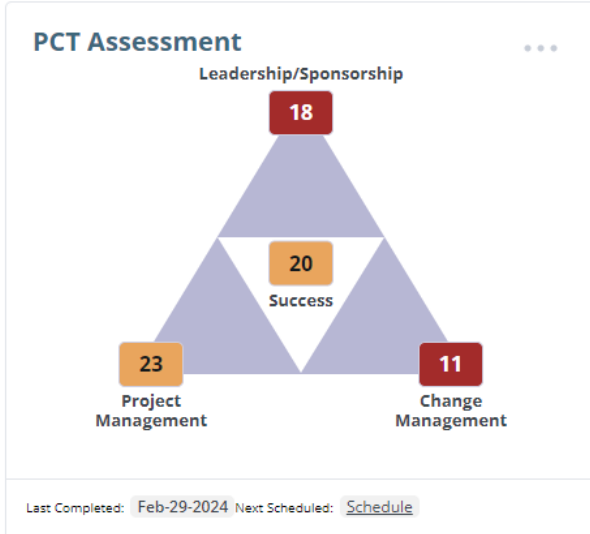 PCT Assessment
Leadership/Sponsorship
18
20
Success
23
11
Project
Management
Change
Management
Last Completed: Feb-29-2024 Next Scheduled: Schedule